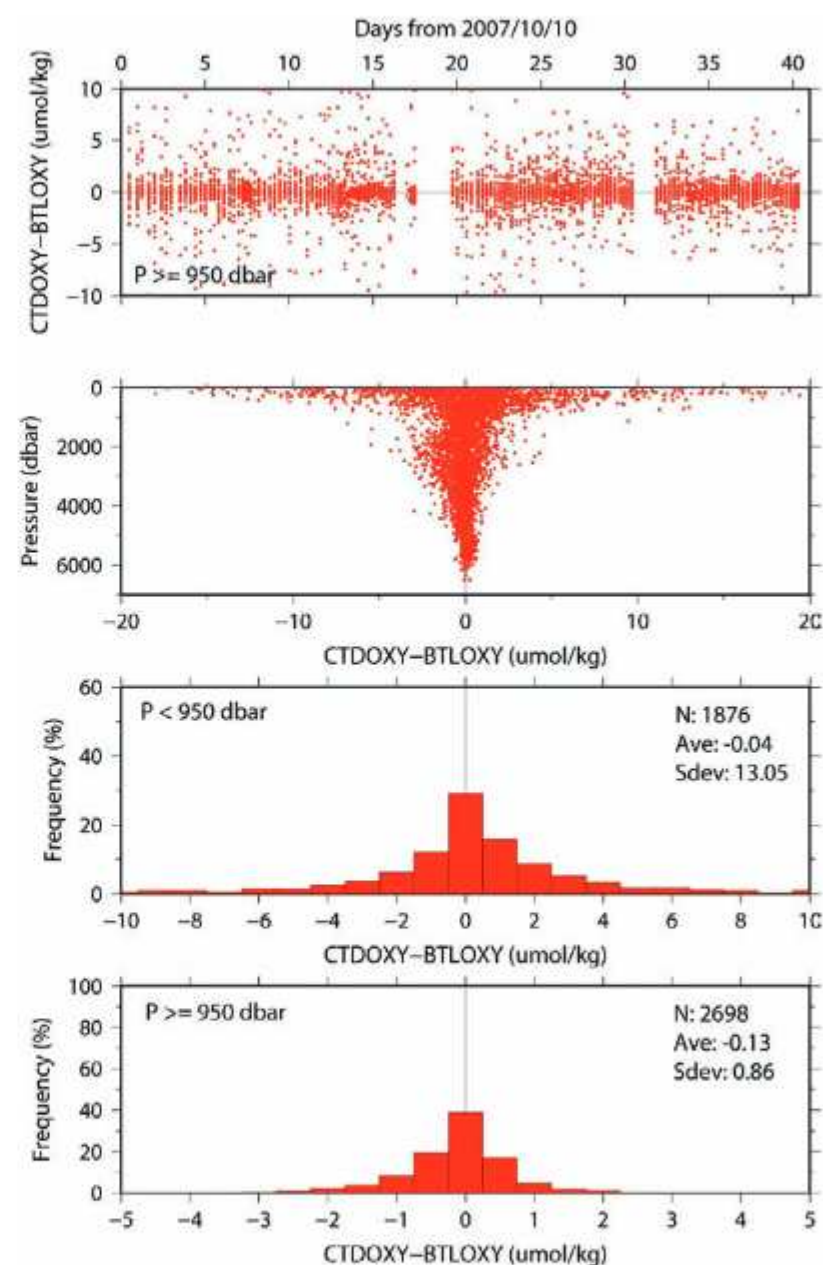 Days from 2007/10/10
0 5 10 15 20 25 30 35 40
CTDOXY−BTLOXY (umol/kg)
10
5
0
−5
−10
P >= 950 dbar
Pressure (dbar)
0
2000
4000
6000
−20 −10 0 10 20
CTDOXY−BTLOXY (umol/kg)
Frequency (%)
60
40
20
0
P < 950 dbar
N: 1876
Ave: -0.04
Sdev: 13.05
−10 −8 −6 −4 −2 0 2 4 6 8 10
CTDOXY−BTLOXY (umol/kg)
Frequency (%)
100
80
60
40
20
0
P >= 950 dbar
N: 2698
Ave: -0.13
Sdev: 0.86
−5 −4 −3 −2 −1 0 1 2 3 4 5
CTDOXY−BTLOXY (umol/kg)